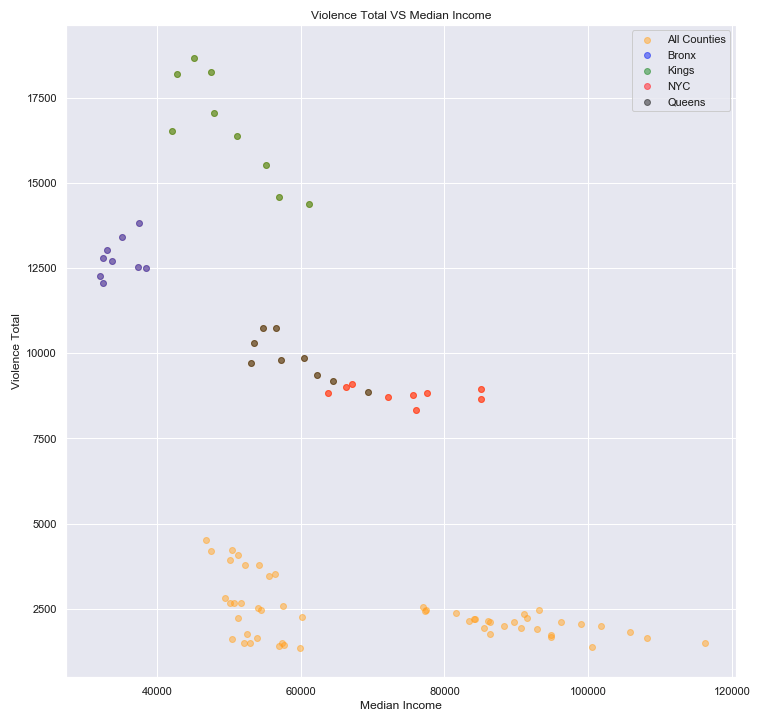 Violence Total VS Median Income
All Counties
Bronx
Kings
NYC
Queens
17500
15000
12500
10000
7500
5000
2500
Violence Total
40000
60000
80000
100000
120000
Median Income